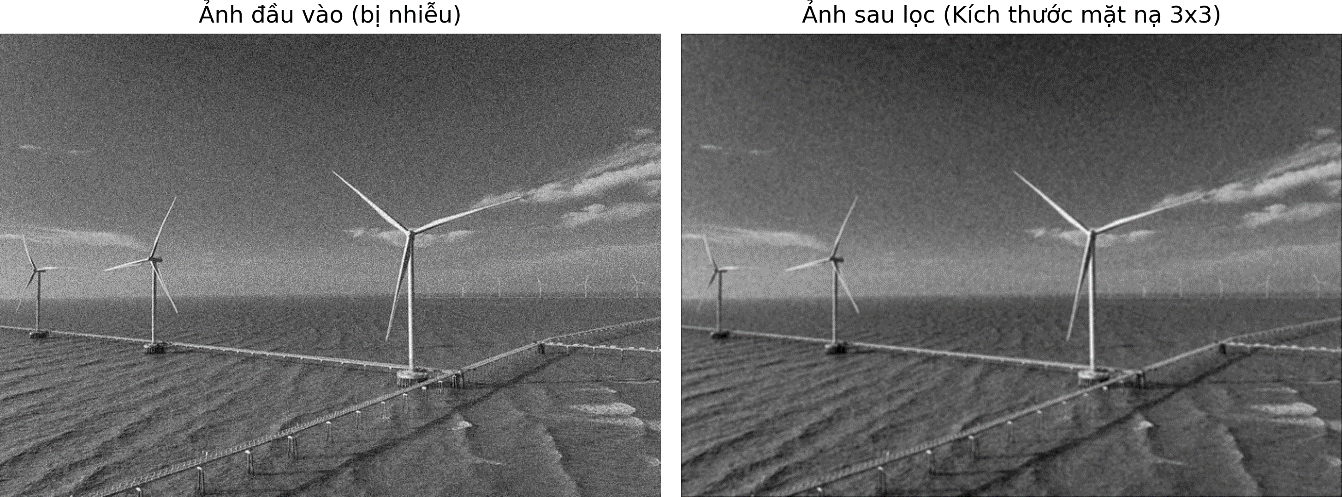 Ảnh đầu vào (bị nhiễu)
Ảnh sau lọc (Kích thước mặt nạ 3x3)